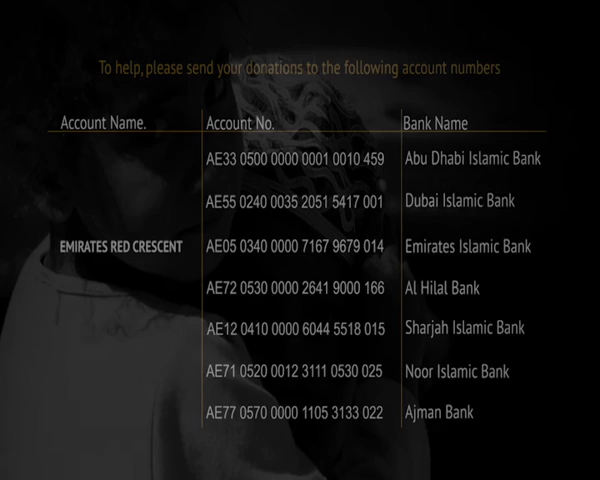 To help, please send your donations to the following account numbers
Account Name. Account No. Bank Name
AE33 0500 0000 0001 0010 459 Abu Dhabi Islamic Bank
AE55 0240 0035 2051 5417 001 Dubai Islamic Bank
EMIRATES RED CRESCENT AE05 0340 0000 7167 9679 014 Emirates Islamic Bank
AE72 0530 0000 2641 9000 166 Al Hilal Bank
AE12 0410 0000 6044 5518 015 Sharjah Islamic Bank
AE71 0520 0012 3111 0530 025 Noor Islamic Bank
AE77 0570 0000 1105 3133 022 Ajman Bank